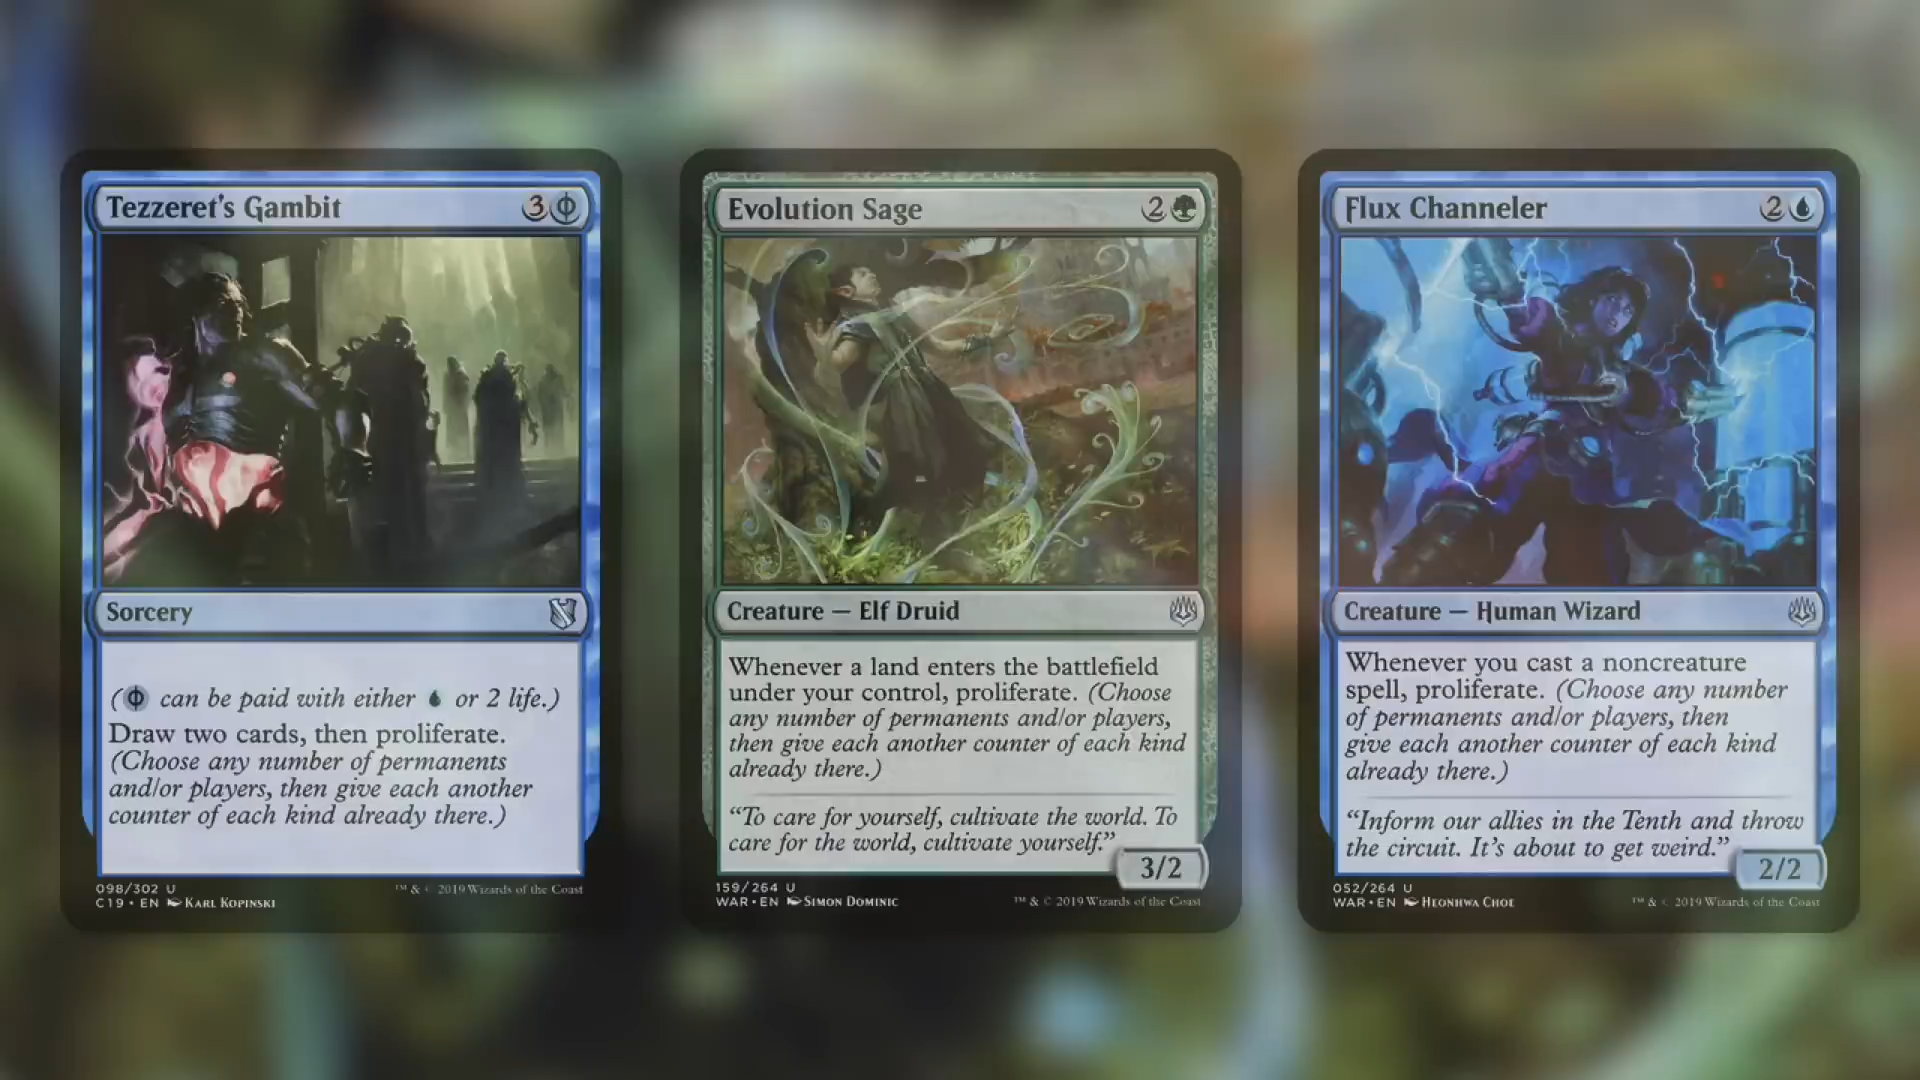 Tezzeret's Gambit
3
Sorcery
( can be paid with either or 2 life.)
Draw two cards, then proliferate.
(Choose any number of permanents
and/or players, then give each another
counter of each kind already there.)
098/302 U
C19 • EN KARL KOPINSKI
™ & © 2019 Wizards of the Coast
Evolution Sage
2
Creature — Elf Druid
Whenever a land enters the battlefield
under your control, proliferate. (Choose
any number of permanents and/or players,
then give each another counter of each kind
already there.)
“To care for yourself, cultivate the world. To
care for the world, cultivate yourself.”
3/2
159/264 U
WAR • EN SIMON DOMINIC
™ & © 2019 Wizards of the Coast
Flux Channeler
2
Creature — Human Wizard
Whenever you cast a noncreature
spell, proliferate. (Choose any number
of permanents and/or players, then
give each another counter of each kind
already there.)
“Inform our allies in the Tenth and throw
the circuit. It's about to get weird.”
2/2
052/264 U
WAR • EN HEONHWA CHOE
™ & © 2019 Wizards of the Coast